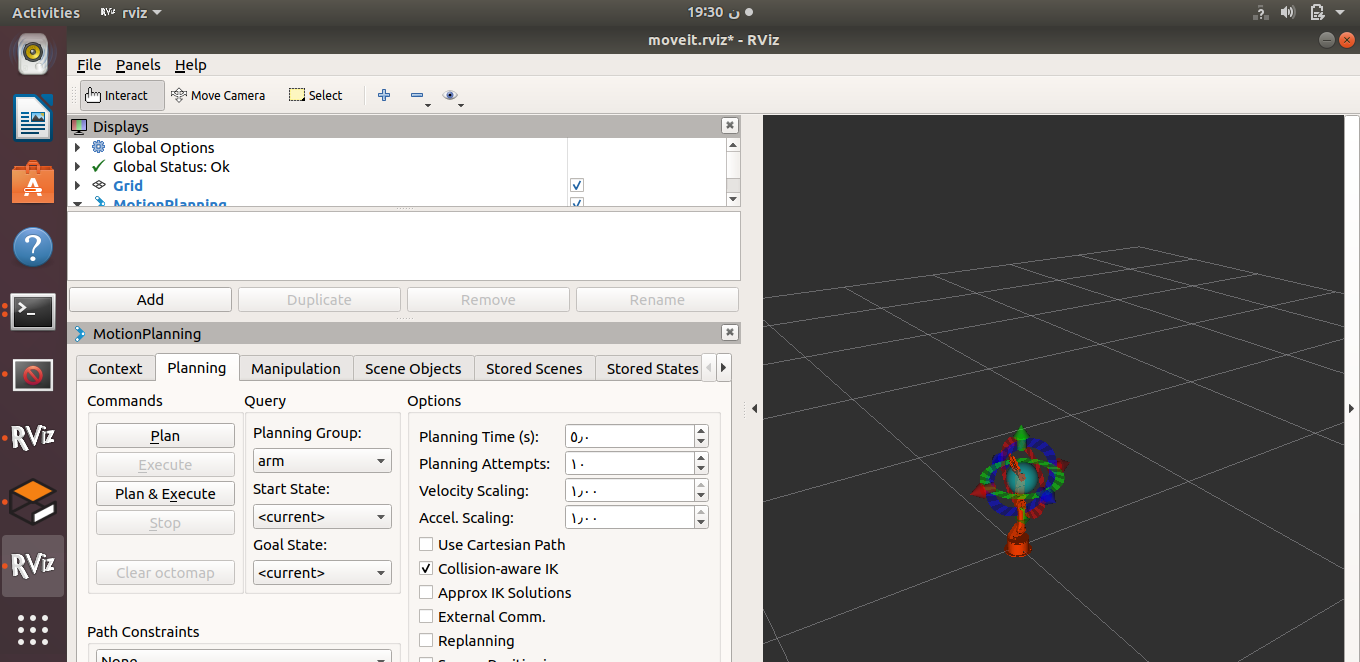 Activities RViz rviz 19:30 ن
moveit.rviz* - RViz
File Panels Help
Interact Move Camera Select
Displays
Global Options
Global Status: Ok
Grid
MotionPlanning
Add Duplicate Remove Rename
MotionPlanning
Context Planning Manipulation Scene Objects Stored Scenes Stored States
Commands Query Options
Plan
Execute
Plan & Execute
Stop
Clear octomap
Planning Group:
arm
Start State:
<current>
Goal State:
<current>
Planning Time (s): ٥٫٠
Planning Attempts: ١٠
Velocity Scaling: ١٫٠٠
Accel. Scaling: ١٫٠٠
Use Cartesian Path
Collision-aware IK
Approx IK Solutions
External Comm.
Replanning
Path Constraints
None
RViz
RViz